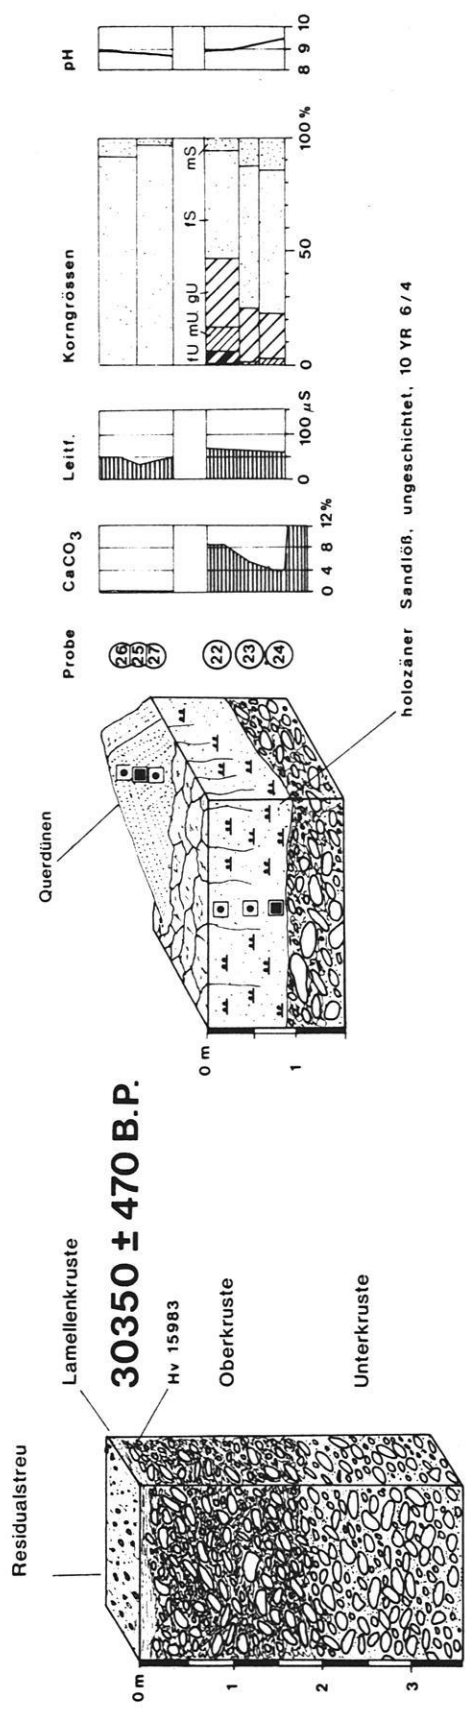 Residualstreu
Lamellenkruste
30350 ± 470 B.P.
Hv 15983
Oberkruste
Unterkruste
0 m
1
2
3
Querdünen
0 m
1
holozäner Sandlöß, ungeschichtet, 10 YR 6/4
Probe
26
25
27
22
23
24
CaCO3
0 4 8 12%
Leitf.
0 100 µS
Korngrössen
fU mU gU fS mS
0 50 100%
pH
8 9 10